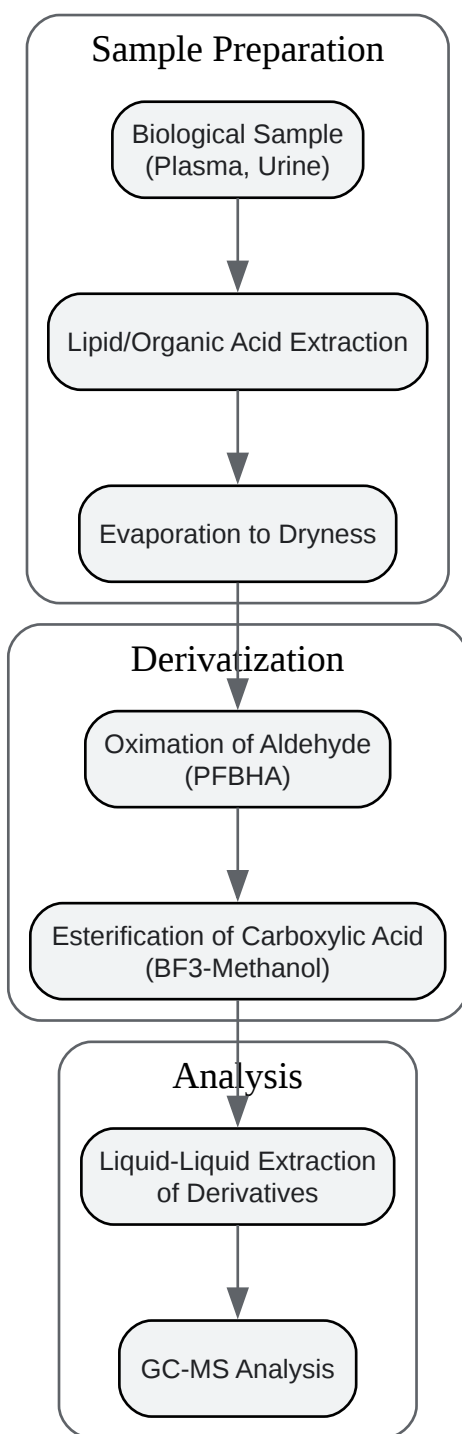 Sample Preparation
Biological Sample
(Plasma, Urine)
Lipid/Organic Acid Extraction
Evaporation to Dryness
Derivatization
Oximation of Aldehyde
(PFBHA)
Esterification of Carboxylic Acid
(BF3-Methanol)
Analysis
Liquid-Liquid Extraction
of Derivatives
GC-MS Analysis